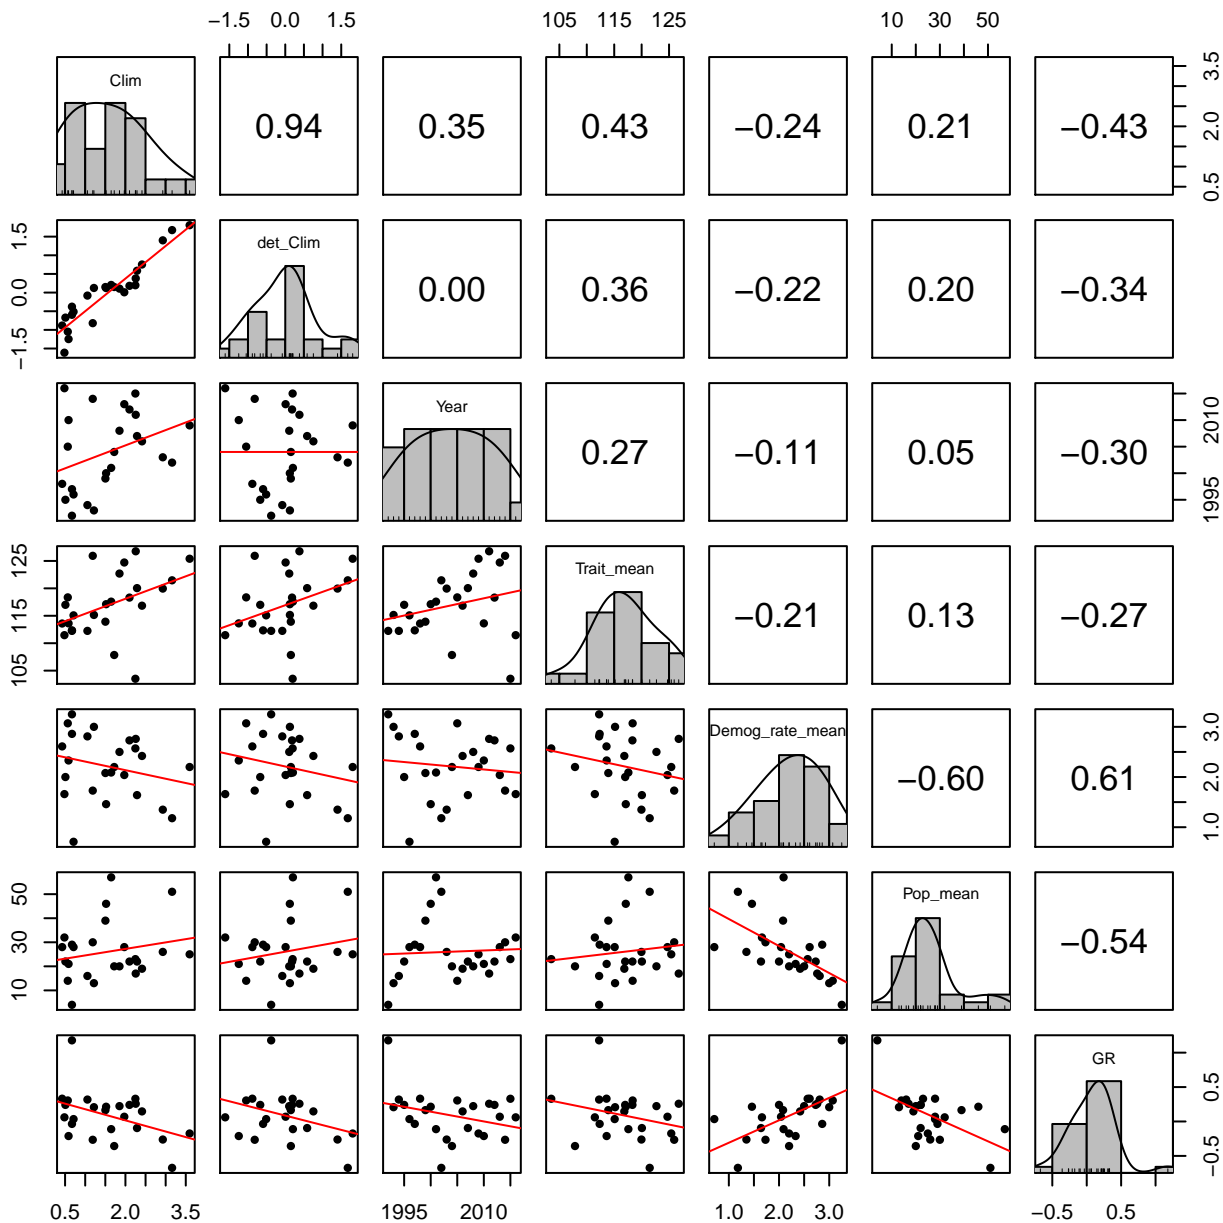 −1.5 0.0 1.5 105 115 125 10 30 50
Clim 0.94 0.35 0.43 −0.24 0.21 −0.43 0.5 2.0 3.5
−1.5 0.0 1.5 det_Clim 0.00 0.36 −0.22 0.20 −0.34
Year 0.27 −0.11 0.05 −0.30 1995 2010
105 115 125 Trait_mean −0.21 0.13 −0.27
Demog_rate_mean −0.60 0.61 1.0 2.0 3.0
10 30 50 Pop_mean −0.54
GR −0.5 0.5
0.5 2.0 3.5 1995 2010 1.0 2.0 3.0 −0.5 0.5